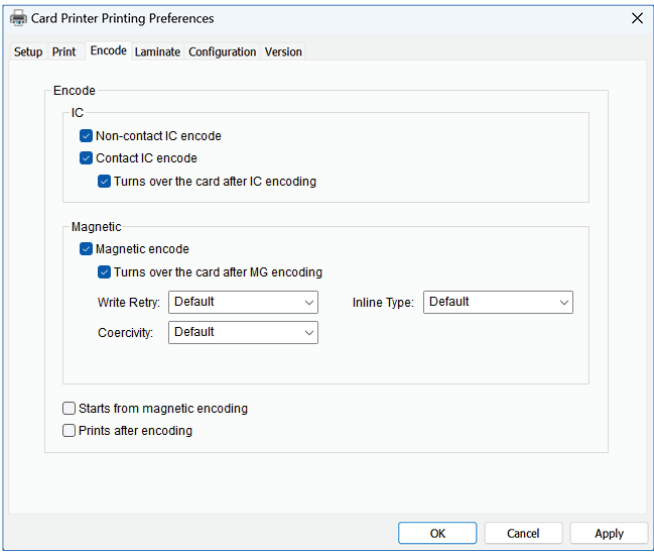 Card Printer Printing Preferences
Setup Print Encode Laminate Configuration Version
Encode
IC
Non-contact IC encode
Contact IC encode
Turns over the card after IC encoding
Magnetic
Magnetic encode
Turns over the card after MG encoding
Write Retry: Default Inline Type: Default
Coercivity: Default
Starts from magnetic encoding
Prints after encoding
OK Cancel Apply